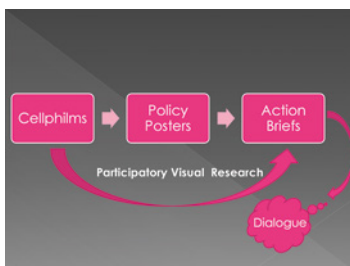 Cellphilms
Policy
Posters
Action
Briefs
Participatory Visual Research
Dialogue